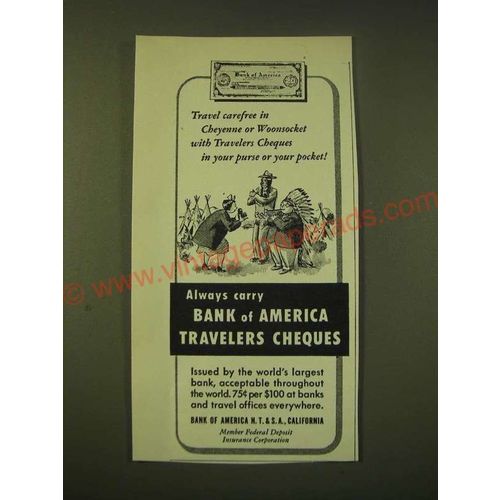 Bank of America
Travel carefree in
Cheyenne or Woonsocket
with Travelers Cheques
in your purse or your pocket!
© www.vintagepaperads.com
Always carry
BANK of AMERICA
TRAVELERS CHEQUES
Issued by the world's largest
bank, acceptable throughout
the world. 75¢ per $100 at banks
and travel offices everywhere.
BANK OF AMERICA N. T. & S. A., CALIFORNIA
Member Federal Deposit
Insurance Corporation